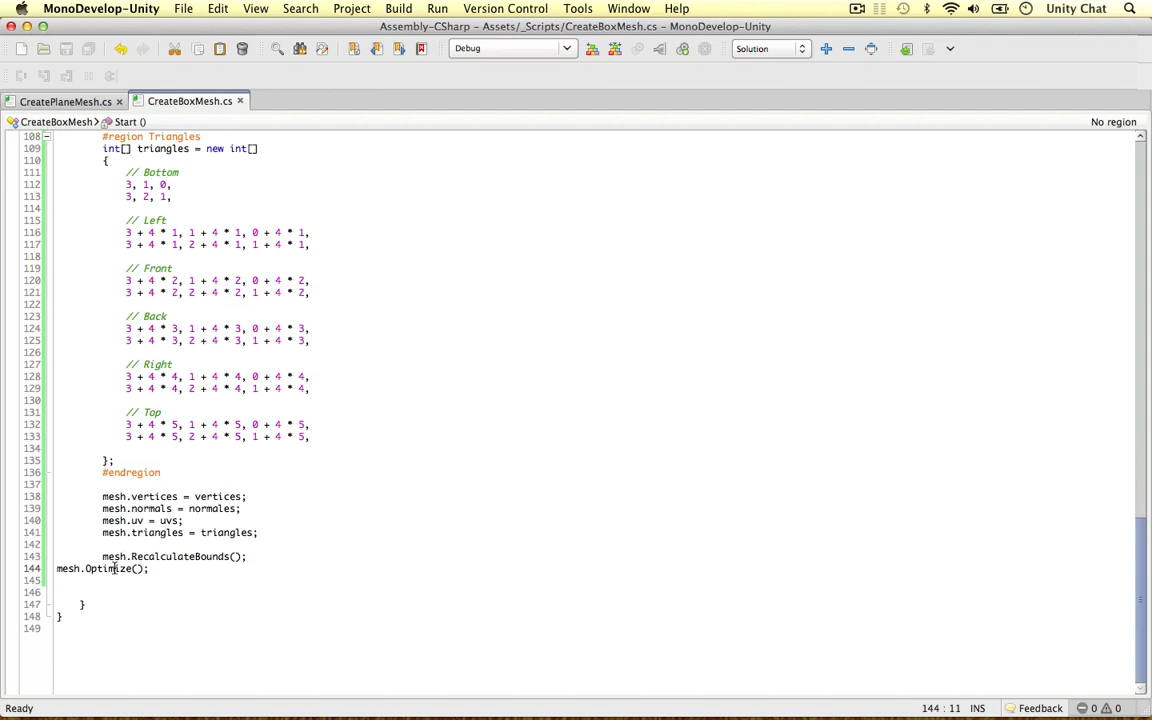 MonoDevelop-Unity File Edit View Search Project Build Run Version Control Tools Window Help Unity Chat
Assembly-CSharp – Assets/_Scripts/CreateBoxMesh.cs – MonoDevelop-Unity
Debug Solution
CreatePlaneMesh.cs CreateBoxMesh.cs
CreateBoxMesh Start () No region
108 #region Triangles
109 int[] triangles = new int[]
110 {
111 // Bottom
112 3, 1, 0,
113 3, 2, 1,
114
115 // Left
116 3 + 4 * 1, 1 + 4 * 1, 0 + 4 * 1,
117 3 + 4 * 1, 2 + 4 * 1, 1 + 4 * 1,
118
119 // Front
120 3 + 4 * 2, 1 + 4 * 2, 0 + 4 * 2,
121 3 + 4 * 2, 2 + 4 * 2, 1 + 4 * 2,
122
123 // Back
124 3 + 4 * 3, 1 + 4 * 3, 0 + 4 * 3,
125 3 + 4 * 3, 2 + 4 * 3, 1 + 4 * 3,
126
127 // Right
128 3 + 4 * 4, 1 + 4 * 4, 0 + 4 * 4,
129 3 + 4 * 4, 2 + 4 * 4, 1 + 4 * 4,
130
131 // Top
132 3 + 4 * 5, 1 + 4 * 5, 0 + 4 * 5,
133 3 + 4 * 5, 2 + 4 * 5, 1 + 4 * 5,
134
135 };
136 #endregion
137
138 mesh.vertices = vertices;
139 mesh.normals = normales;
140 mesh.uv = uvs;
141 mesh.triangles = triangles;
142
143 mesh.RecalculateBounds();
144 mesh.Optimize();
145
146
147 }
148 }
149
Ready 144 : 11 INS Feedback 0 0